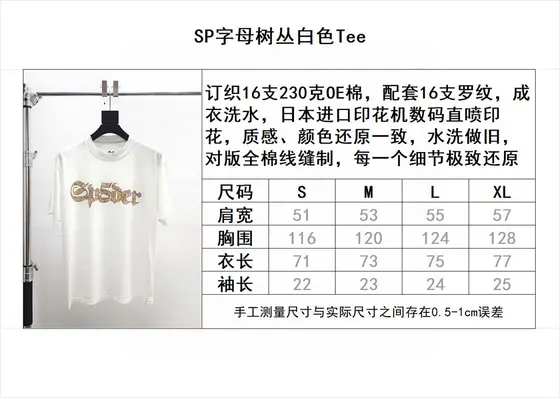 SP字母树丛白色Tee
订织16支230克OE棉，配套16支罗纹，成
衣洗水，日本进口印花机数码直喷印
花，质感、颜色还原一致，水洗做旧，
对版全棉线缝制，每一个细节极致还原
Sp5der
尺码 S M L XL
肩宽 51 53 55 57
胸围 116 120 124 128
衣长 71 73 75 77
袖长 22 23 24 25
手工测量尺寸与实际尺寸之间存在0.5-1cm误差